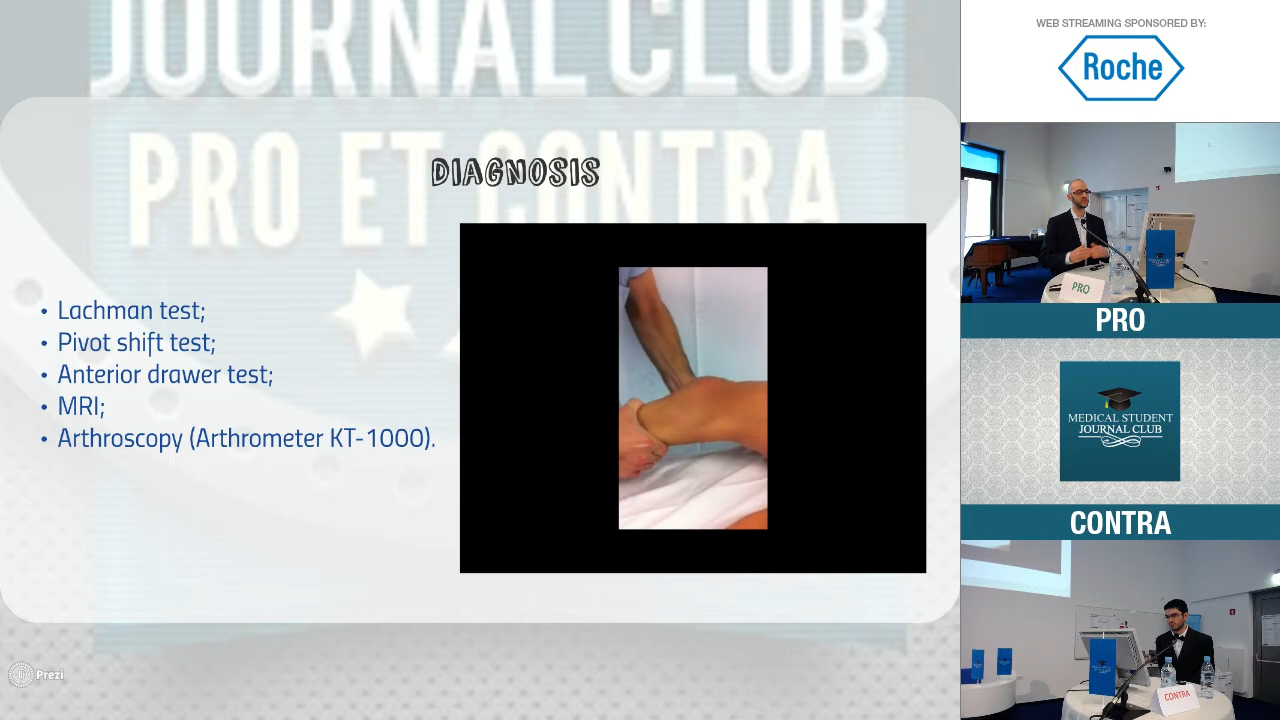 JOURNAL CLUB
PRO ET CONTRA
DIAGNOSIS
• Lachman test;
• Pivot shift test;
• Anterior drawer test;
• MRI;
• Arthroscopy (Arthrometer KT-1000).
Prezi
WEB STREAMING SPONSORED BY:
Roche
PRO
PRO
MEDICAL STUDENT
JOURNAL CLUB
CONTRA
CONTRA